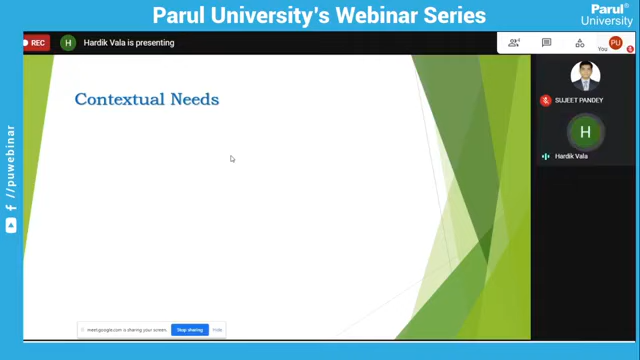 Parul University's Webinar Series
Parul®
University
REC
H
Hardik Vala is presenting
You
PU
Contextual Needs
SUJEET PANDEY
H
Hardik Vala
//puwebinar
meet.google.com is sharing your screen.
Stop sharing
Hide